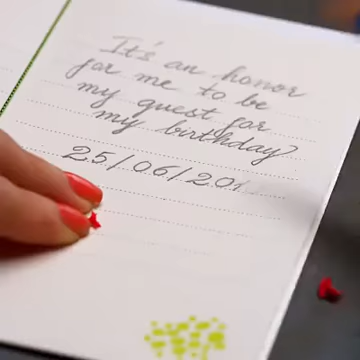 It's an honor
for me to be
my guest for
my birthday?
25/06/201